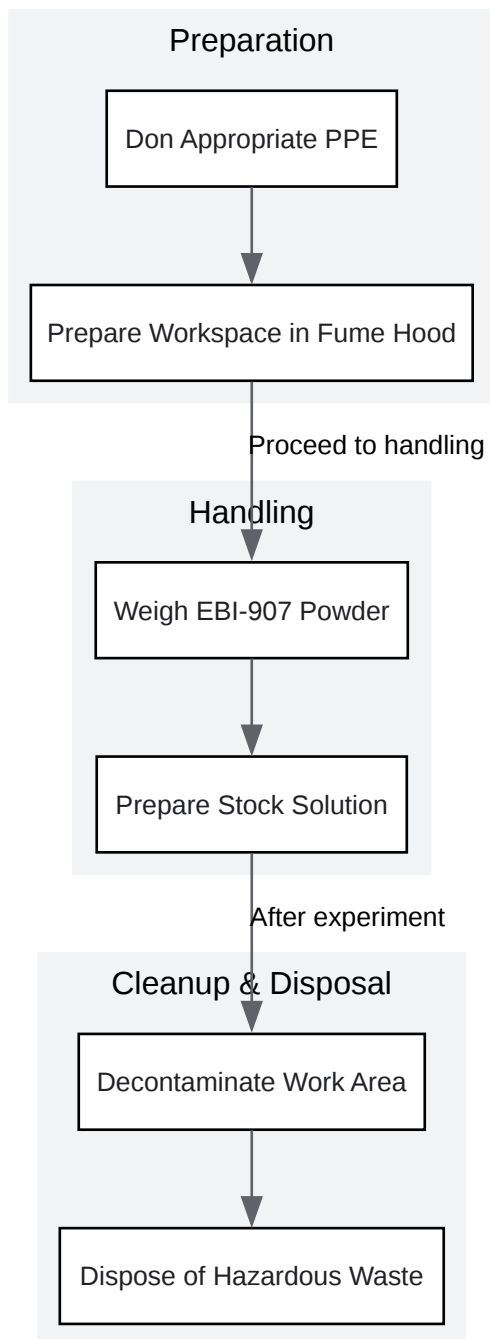 Preparation
Don Appropriate PPE
Prepare Workspace in Fume Hood
Proceed to handling
Handling
Weigh EBI-907 Powder
Prepare Stock Solution
After experiment
Cleanup & Disposal
Decontaminate Work Area
Dispose of Hazardous Waste